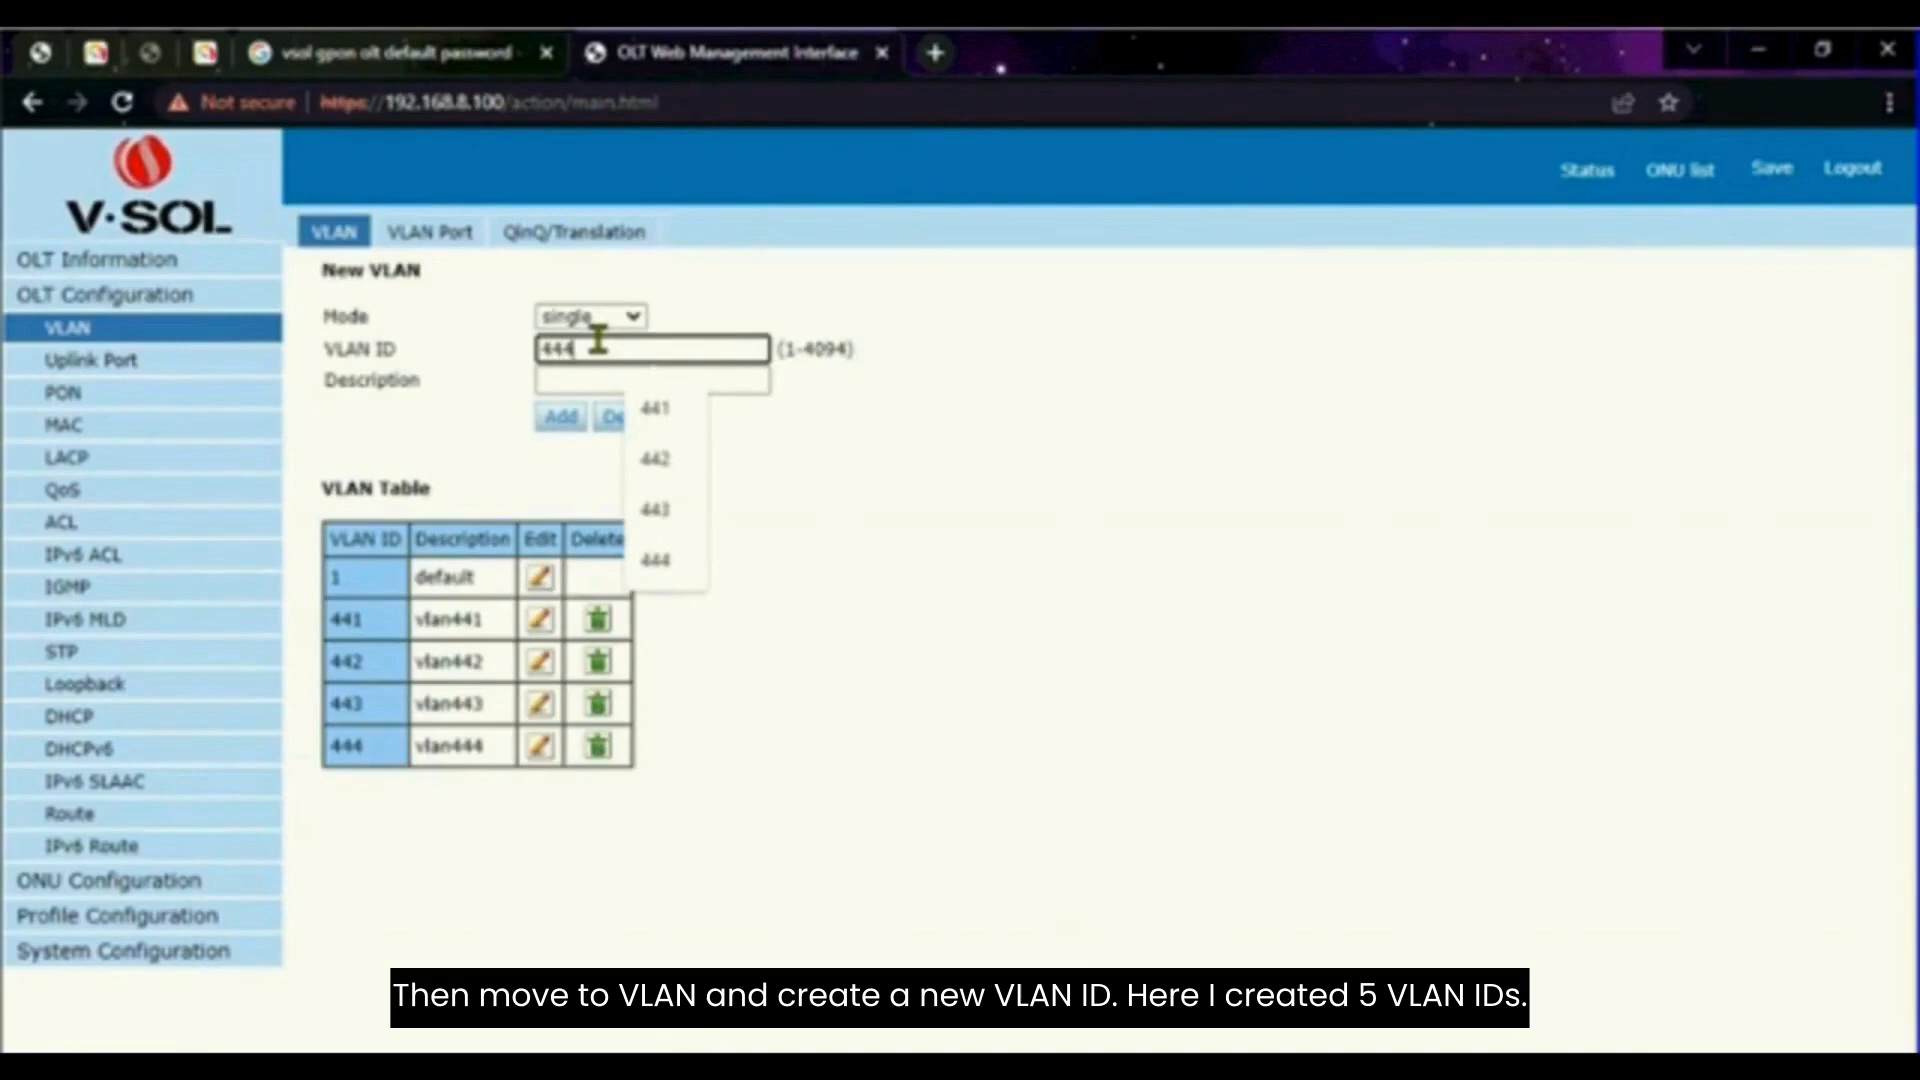 vsol gpon olt default password
OLT Web Management Interface
Not secure
https://192.168.8.100/action/main.html
V·SOL
Status
ONU list
Save
Logout
VLAN
VLAN Port
QinQ/Translation
OLT Information
OLT Configuration
VLAN
Uplink Port
PON
MAC
LACP
QoS
ACL
IPv6 ACL
IGMP
IPv6 MLD
STP
Loopback
DHCP
DHCPv6
IPv6 SLAAC
Route
IPv6 Route
ONU Configuration
Profile Configuration
System Configuration
New VLAN
Mode single
VLAN ID 444 (1-4094)
Description
Add De
441
442
443
444
VLAN Table
VLAN ID Description Edit Delete
1 default
441 vlan441
442 vlan442
443 vlan443
444 vlan444
Then move to VLAN and create a new VLAN ID. Here I created 5 VLAN IDs.